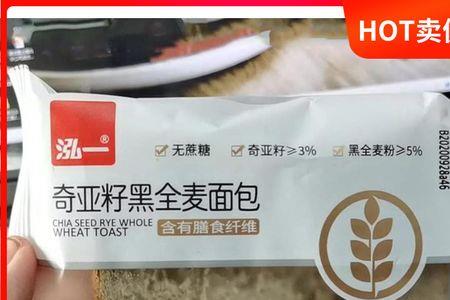 HOT卖
泓一®
无蔗糖
奇亚籽≥3%
黑全麦粉≥5%
奇亚籽黑全麦面包
CHIA SEED RYE WHOLE
WHEAT TOAST
含有膳食纤维
B20200928a46